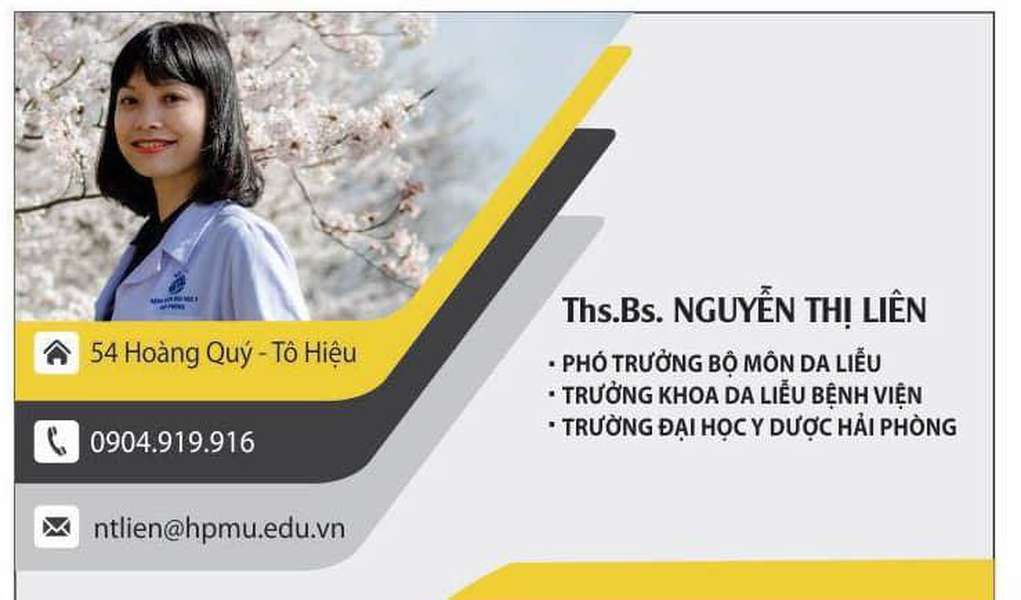 54 Hoàng Quý - Tô Hiệu
0904.919.916
ntlien@hpmu.edu.vn
Ths.Bs. NGUYỄN THỊ LIÊN
· PHÓ TRƯỞNG BỘ MÔN DA LIỄU
· TRƯỞNG KHOA DA LIỄU BỆNH VIỆN
· TRƯỜNG ĐẠI HỌC Y DƯỢC HẢI PHÒNG